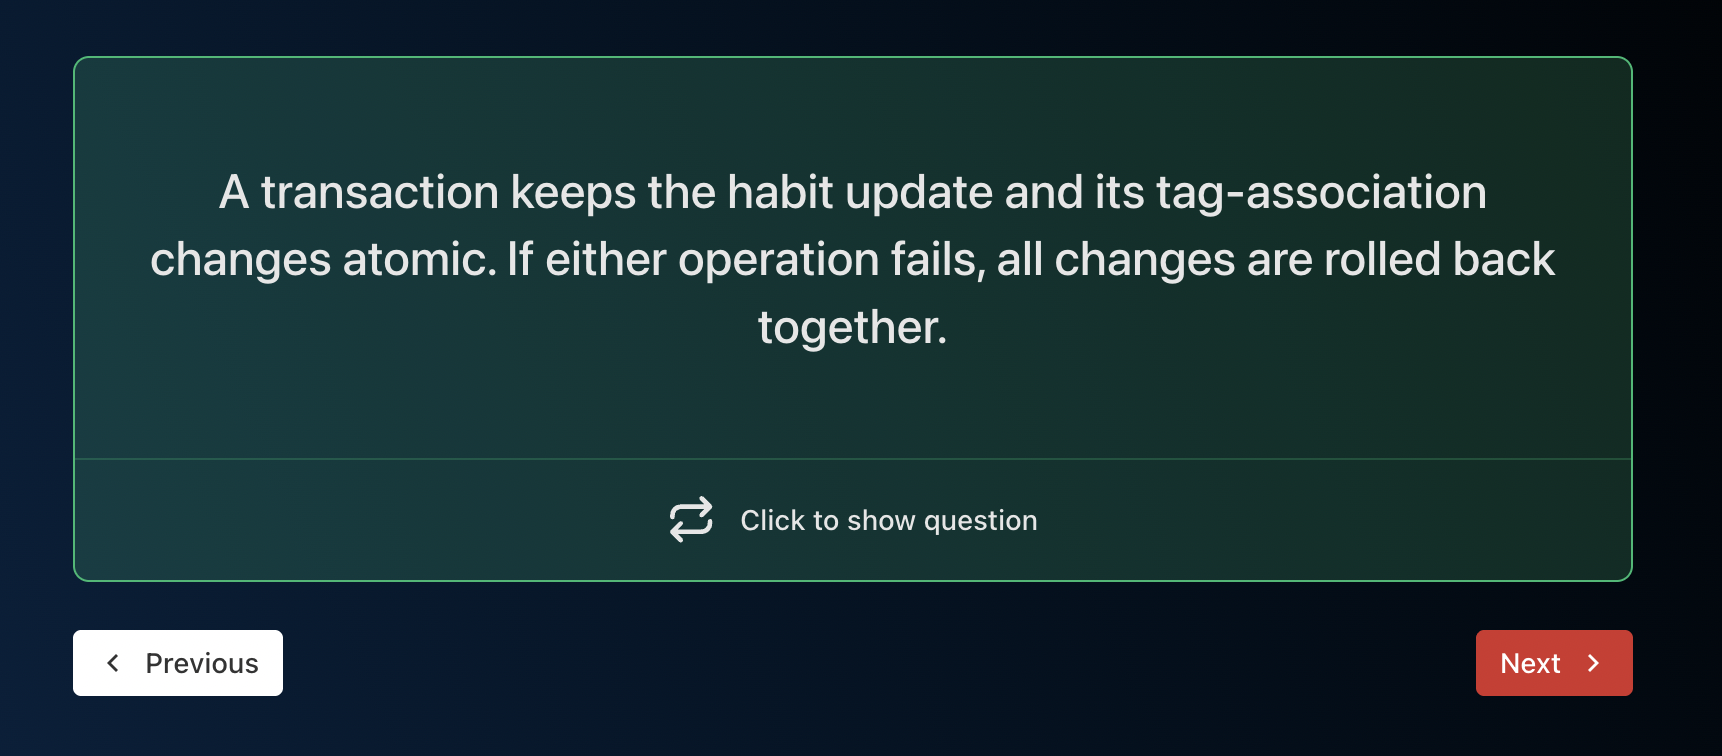 A transaction keeps the habit update and its tag-association
changes atomic. If either operation fails, all changes are rolled back
together.
Click to show question
Previous
Next